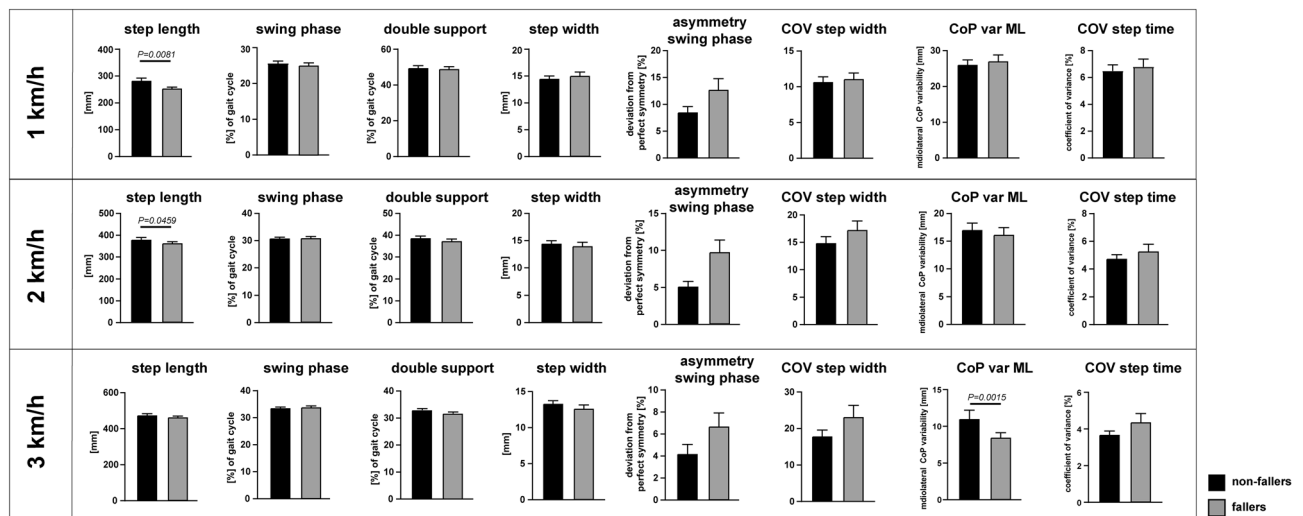 1 km/h
step length
P=0.0081
[mm]
400
300
200
100
0
swing phase
[%] of gait cycle
30
20
10
0
double support
[%] of gait cycle
60
40
20
0
step width
[mm]
20
15
10
5
0
asymmetry
swing phase
deviation from
perfect symmetry [%]
20
15
10
5
0
COV step width
15
10
5
0
CoP var ML
mdiolateral CoP variability [mm]
30
20
10
0
COV step time
coefficient of variance [%]
8
6
4
2
0
2 km/h
step length
P=0.0459
[mm]
500
400
300
200
100
0
swing phase
[%] of gait cycle
40
30
20
10
0
double support
[%] of gait cycle
50
40
30
20
10
0
step width
[mm]
20
15
10
5
0
asymmetry
swing phase
deviation from
perfect symmetry [%]
15
10
5
0
COV step width
20
15
10
5
0
CoP var ML
mdiolateral CoP variability [mm]
20
15
10
5
0
COV step time
coefficient of variance [%]
8
6
4
2
0
3 km/h
step length
[mm]
600
400
200
0
swing phase
[%] of gait cycle
40
30
20
10
0
double support
[%] of gait cycle
40
30
20
10
0
step width
[mm]
15
10
5
0
asymmetry
swing phase
deviation from
perfect symmetry [%]
10
8
6
4
2
0
COV step width
30
20
10
0
CoP var ML
P=0.0015
mdiolateral CoP variability [mm]
15
10
5
0
COV step time
coefficient of variance [%]
6
4
2
0
non-fallers
fallers